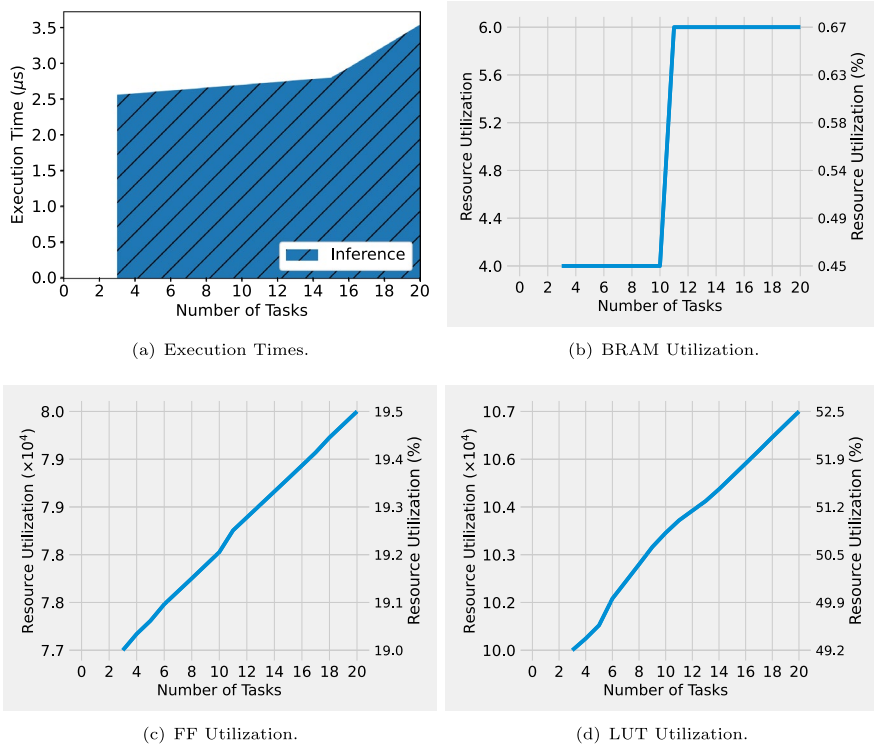 3.5
3.0
2.5
2.0
1.5
1.0
0.5
0.0
Execution Time (μs)
Inference
0 2 4 6 8 10 12 14 16 18 20
Number of Tasks
(a) Execution Times.
6.0
5.6
5.2
4.8
4.4
4.0
Resource Utilization
0.67
0.63
0.58
0.54
0.49
0.45
Resource Utilization (%)
0 2 4 6 8 10 12 14 16 18 20
Number of Tasks
(b) BRAM Utilization.
8.0
7.9
7.9
7.8
7.8
7.7
Resource Utilization (×10⁴)
19.5
19.4
19.3
19.2
19.1
19.0
Resource Utilization (%)
0 2 4 6 8 10 12 14 16 18 20
Number of Tasks
(c) FF Utilization.
10.7
10.6
10.4
10.3
10.2
10.0
Resource Utilization (×10⁴)
52.5
51.9
51.2
50.5
49.9
49.2
Resource Utilization (%)
0 2 4 6 8 10 12 14 16 18 20
Number of Tasks
(d) LUT Utilization.